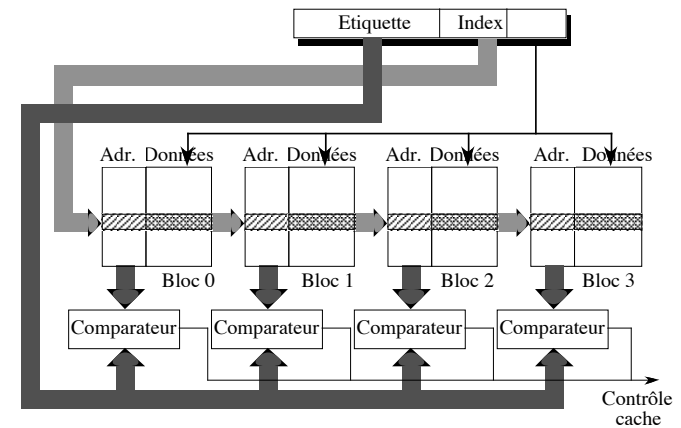 Etiquette Index
Adr. Données Adr. Données Adr. Données Adr. Données
Bloc 0 Bloc 1 Bloc 2 Bloc 3
Comparateur Comparateur Comparateur Comparateur
Contrôle
cache